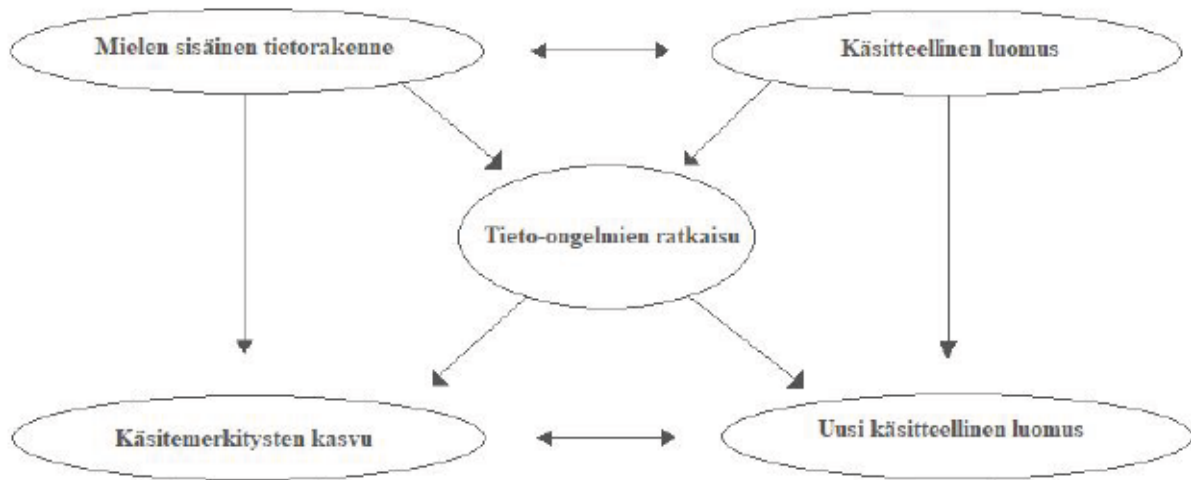 Mielen sisäinen tietorakenne
Käsitteellinen luomus
Tieto-ongelmien ratkaisu
Käsitemerkitysten kasvu
Uusi käsitteellinen luomus